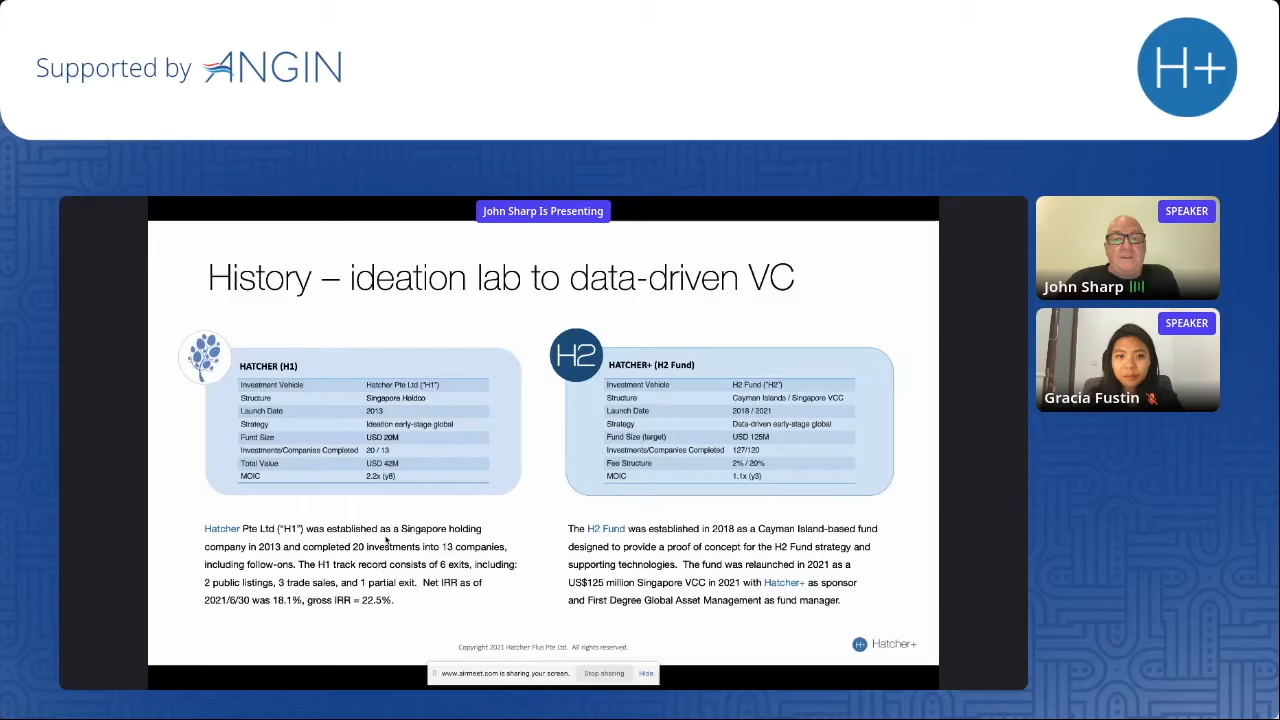 Supported by ANGIN
H+
John Sharp Is Presenting
SPEAKER
John Sharp
SPEAKER
Gracia Fustin
History – ideation lab to data-driven VC
HATCHER (H1)
Investment Vehicle Hatcher Pte Ltd ("H1")
Structure Singapore Holdco
Launch Date 2013
Strategy Ideation early-stage global
Fund Size USD 20M
Investments/Companies Completed 20 / 13
Total Value USD 42M
MOIC 2.2x (y8)
Hatcher Pte Ltd ("H1") was established as a Singapore holding
company in 2013 and completed 20 investments into 13 companies,
including follow-ons. The H1 track record consists of 6 exits, including:
2 public listings, 3 trade sales, and 1 partial exit. Net IRR as of
2021/6/30 was 18.1%, gross IRR = 22.5%.
H2
HATCHER+ (H2 Fund)
Investment Vehicle H2 Fund ("H2")
Structure Cayman Islands / Singapore VCC
Launch Date 2018 / 2021
Strategy Data-driven early-stage global
Fund Size (target) USD 125M
Investments/Companies Completed 127/120
Fee Structure 2% / 20%
MOIC 1.1x (y3)
The H2 Fund was established in 2018 as a Cayman Island-based fund
designed to provide a proof of concept for the H2 Fund strategy and
supporting technologies. The fund was relaunched in 2021 as a
US$125 million Singapore VCC in 2021 with Hatcher+ as sponsor
and First Degree Global Asset Management as fund manager.
Copyright 2021 Hatcher Plus Pte Ltd. All rights reserved.
H+ Hatcher+
www.airmeet.com is sharing your screen. Stop sharing Hide